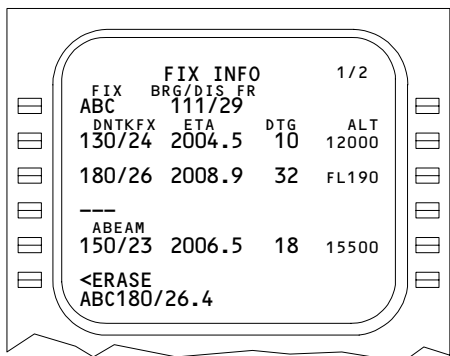 FIX INFO 1/2
FIX BRG/DIS FR
ABC 111/29
DNTKFX ETA DTG ALT
130/24 2004.5 10 12000
180/26 2008.9 32 FL190
---
ABEAM
150/23 2006.5 18 15500
<ERASE
ABC180/26.4